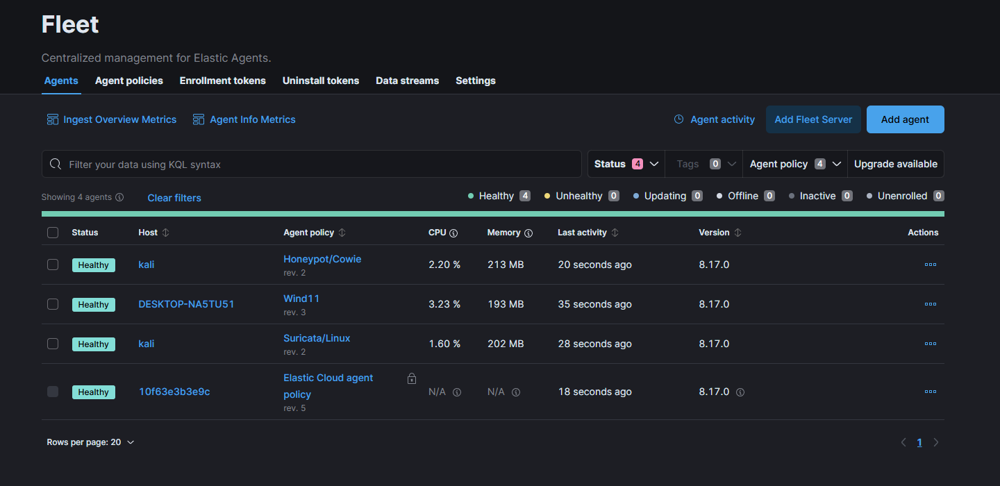 Fleet
Centralized management for Elastic Agents.
Agents Agent policies Enrollment tokens Uninstall tokens Data streams Settings
Ingest Overview Metrics Agent Info Metrics Agent activity Add Fleet Server Add agent
Filter your data using KQL syntax Status 4 Tags 0 Agent policy 4 Upgrade available
Showing 4 agents Clear filters Healthy 4 Unhealthy 0 Updating 0 Offline 0 Inactive 0 Unenrolled 0
Status Host Agent policy CPU Memory Last activity Version Actions
Healthy kali Honeypot/Cowie rev. 2 2.20 % 213 MB 20 seconds ago 8.17.0
Healthy DESKTOP-NA5TU51 Wind11 rev. 3 3.23 % 193 MB 35 seconds ago 8.17.0
Healthy kali Suricata/Linux rev. 2 1.60 % 202 MB 28 seconds ago 8.17.0
Healthy 10f63e3b3e9c Elastic Cloud agent policy rev. 5 N/A N/A 18 seconds ago 8.17.0
Rows per page: 20 1